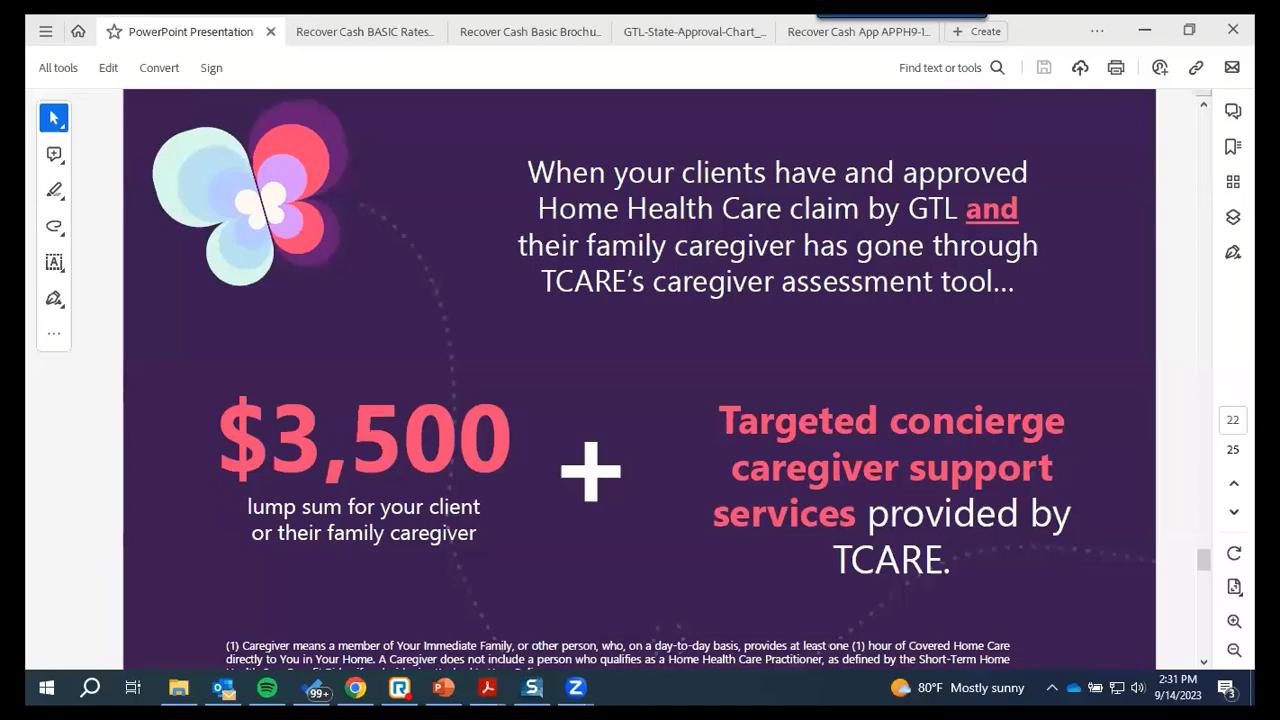 PowerPoint Presentation
Recover Cash BASIC Rates...
Recover Cash Basic Brochu...
GTL-State-Approval-Chart_...
Recover Cash App APPH9-1...
Create
All tools
Edit
Convert
Sign
Find text or tools
When your clients have and approved
Home Health Care claim by GTL and
their family caregiver has gone through
TCARE's caregiver assessment tool...
$3,500
lump sum for your client
or their family caregiver
+
Targeted concierge
caregiver support
services provided by
TCARE.
(1) Caregiver means a member of Your Immediate Family, or other person, who, on a day-to-day basis, provides at least one (1) hour of Covered Home Care
directly to You in Your Home. A Caregiver does not include a person who qualifies as a Home Health Care Practitioner, as defined by the Short-Term Home
22
25
99+
80°F Mostly sunny
2:31 PM
9/14/2023
3